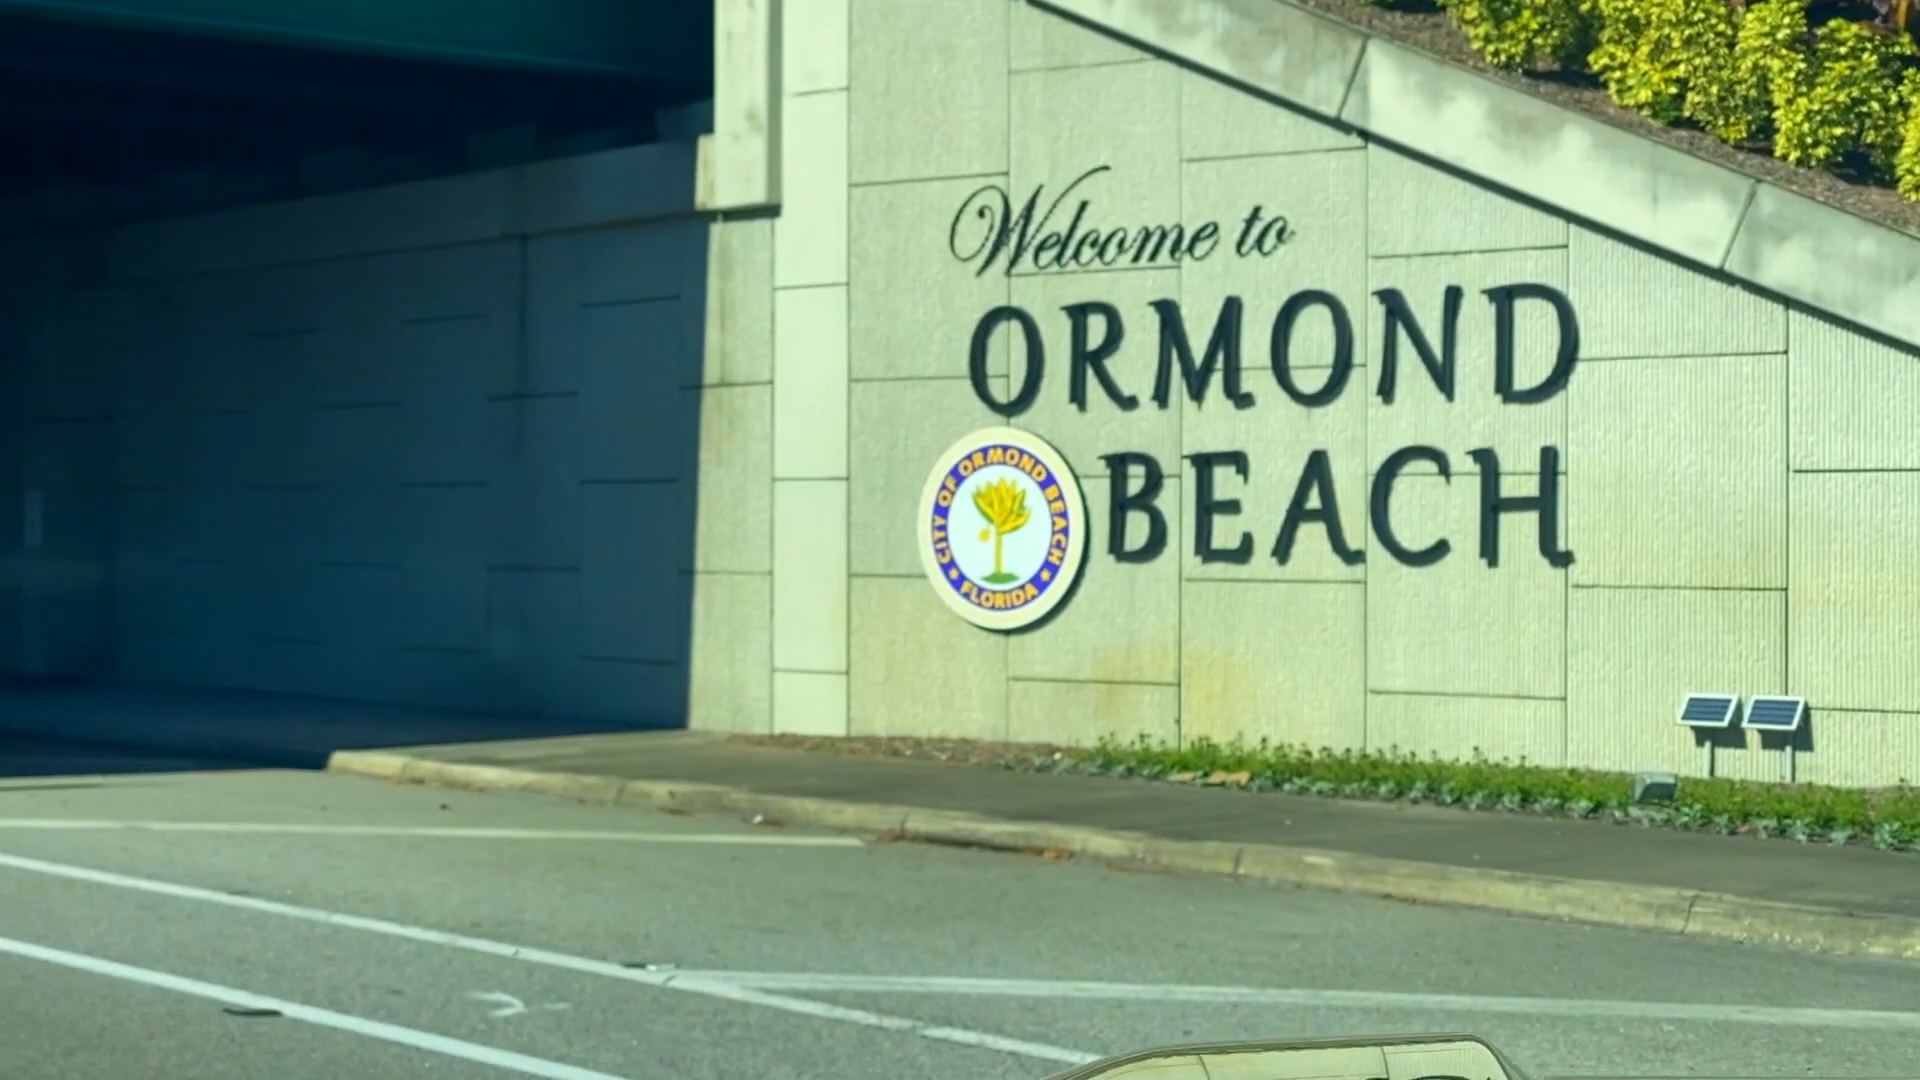 Welcome to
ORMOND
BEACH
CITY OF ORMOND BEACH
FLORIDA